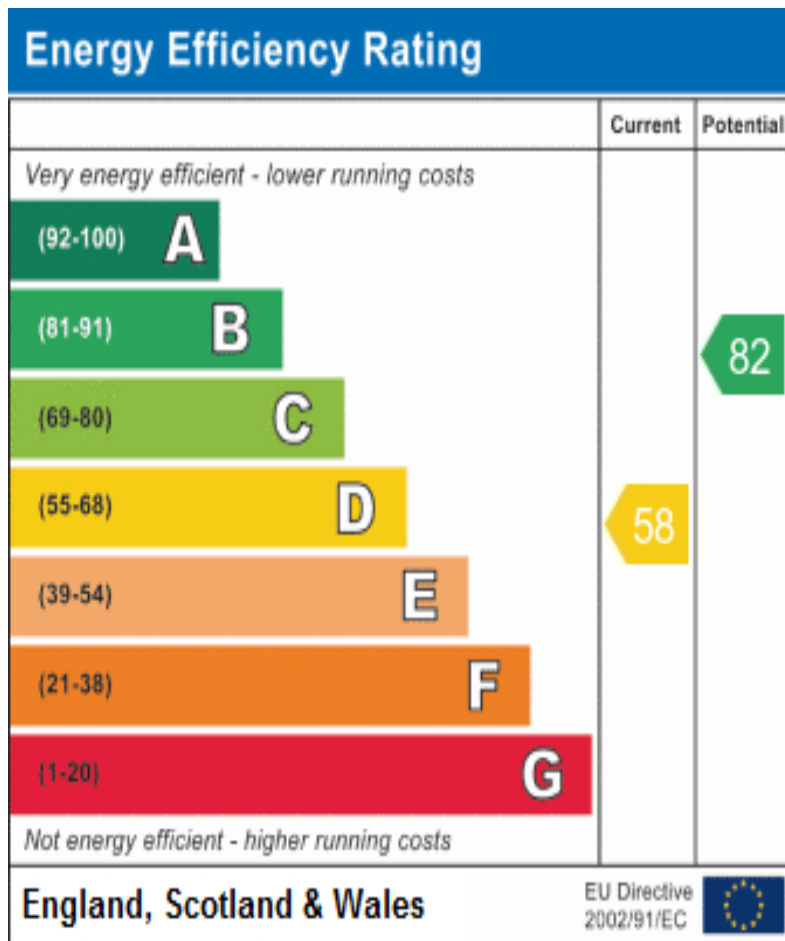 Energy Efficiency Rating
Current Potential
Very energy efficient - lower running costs
(92-100) A
(81-91) B
82
(69-80) C
(55-68) D
58
(39-54) E
(21-38) F
(1-20) G
Not energy efficient - higher running costs
England, Scotland & Wales
EU Directive
2002/91/EC